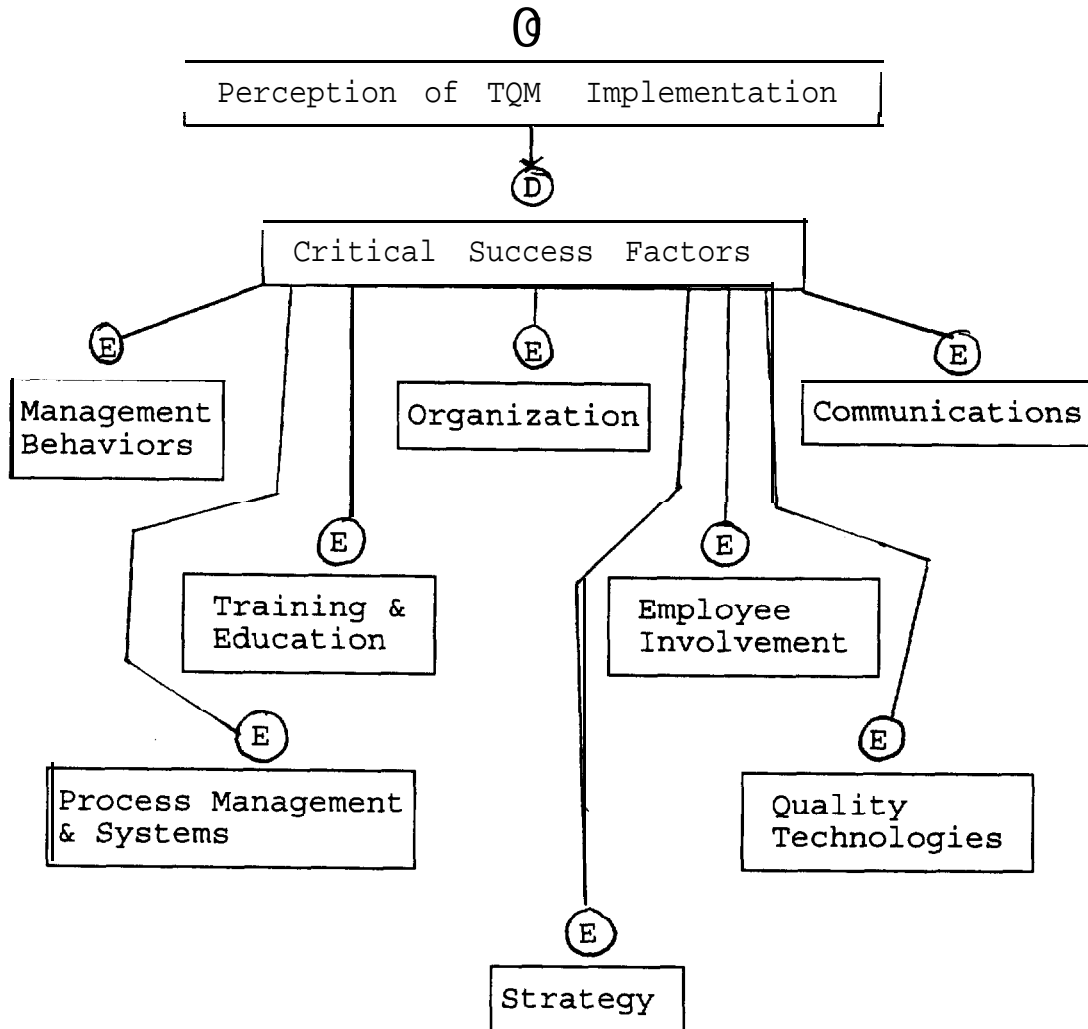 Perception of TQM Implementation
D
Critical Success Factors
E
E
E
Management
Behaviors
Organization
Communications
E
E
Training &
Education
Employee
Involvement
E
E
Process Management
& Systems
Quality
Technologies
E
Strategy